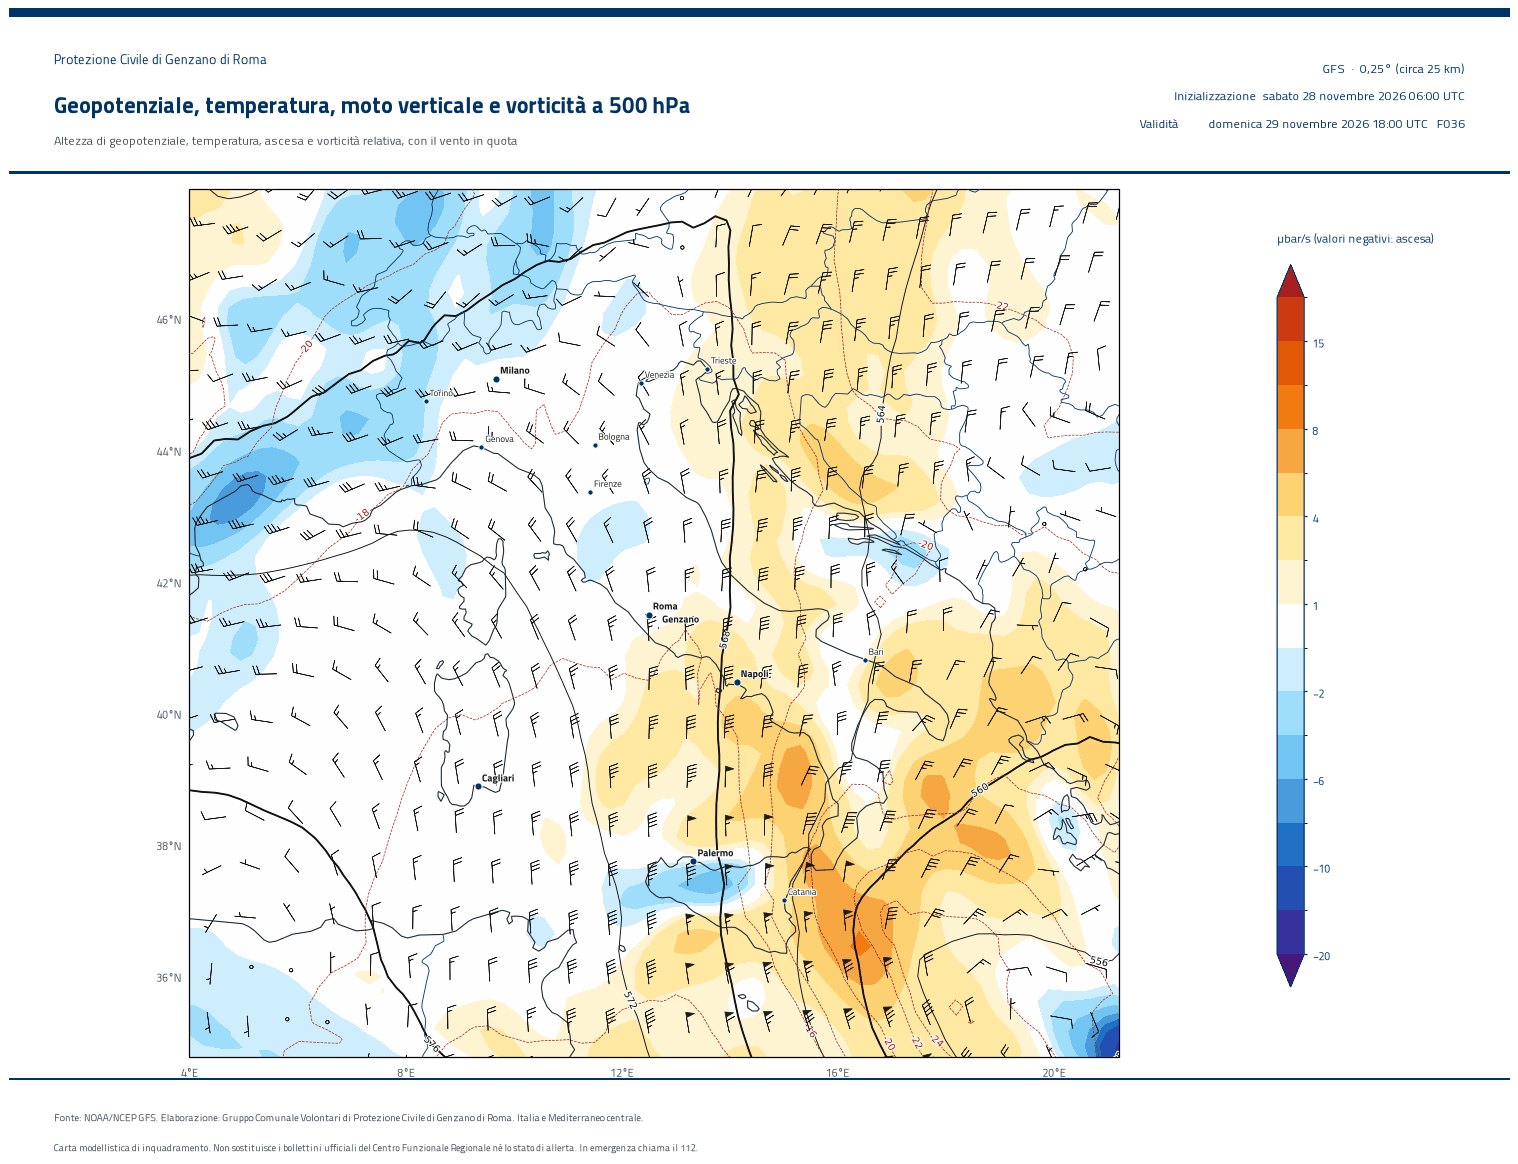 Protezione Civile di Genzano di Roma
Geopotenziale, temperatura, moto verticale e vorticità a 500 hPa
Altezza di geopotenziale, temperatura, ascesa e vorticità relativa, con il vento in quota
GFS · 0,25° (circa 25 km)
Inizializzazione sabato 28 novembre 2026 06:00 UTC
Validità domenica 29 novembre 2026 18:00 UTC F036
µbar/s (valori negativi: ascesa)
15
8
4
1
−2
−6
−10
−20
46°N
44°N
42°N
40°N
38°N
36°N
4°E
8°E
12°E
16°E
20°E
Milano
Torino
Venezia
Trieste
Genova
Bologna
Firenze
Roma
Genzano
Napoli
Bari
Cagliari
Palermo
Catania
-20
-18
22
-20
564
568
560
556
572
576
-16
-20
-22
-24
Fonte: NOAA/NCEP GFS. Elaborazione: Gruppo Comunale Volontari di Protezione Civile di Genzano di Roma. Italia e Mediterraneo centrale.
Carta modellistica di inquadramento. Non sostituisce i bollettini ufficiali del Centro Funzionale Regionale né lo stato di allerta. In emergenza chiama il 112.